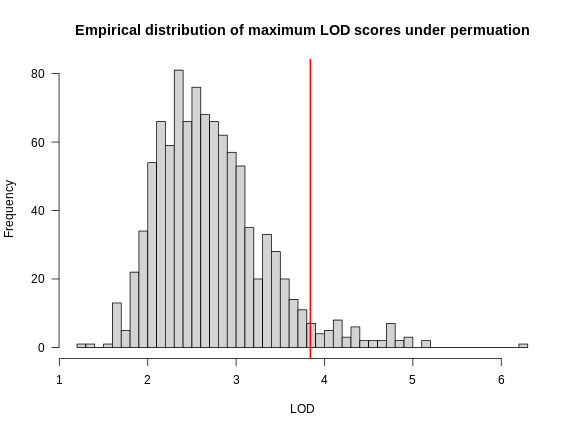 Empirical distribution of maximum LOD scores under permuation
80
60
40
20
0
Frequency
1 2 3 4 5 6
LOD